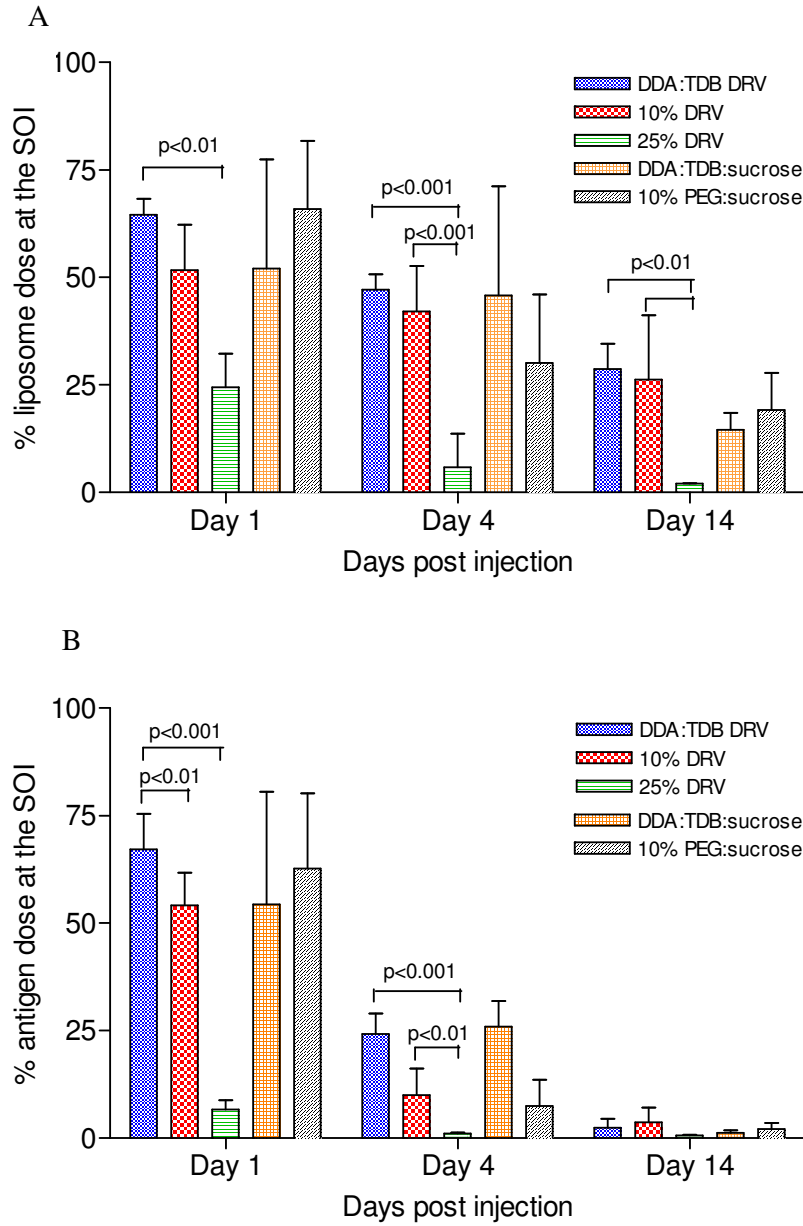 A
% liposome dose at the SOI
100
75
50
25
0
DDA:TDB DRV
10% DRV
25% DRV
DDA:TDB:sucrose
10% PEG:sucrose
p<0.01
p<0.001
p<0.001
p<0.01
Day 1
Day 4
Day 14
Days post injection
B
% antigen dose at the SOI
100
75
50
25
0
DDA:TDB DRV
10% DRV
25% DRV
DDA:TDB:sucrose
10% PEG:sucrose
p<0.001
p<0.01
p<0.001
p<0.01
Day 1
Day 4
Day 14
Days post injection